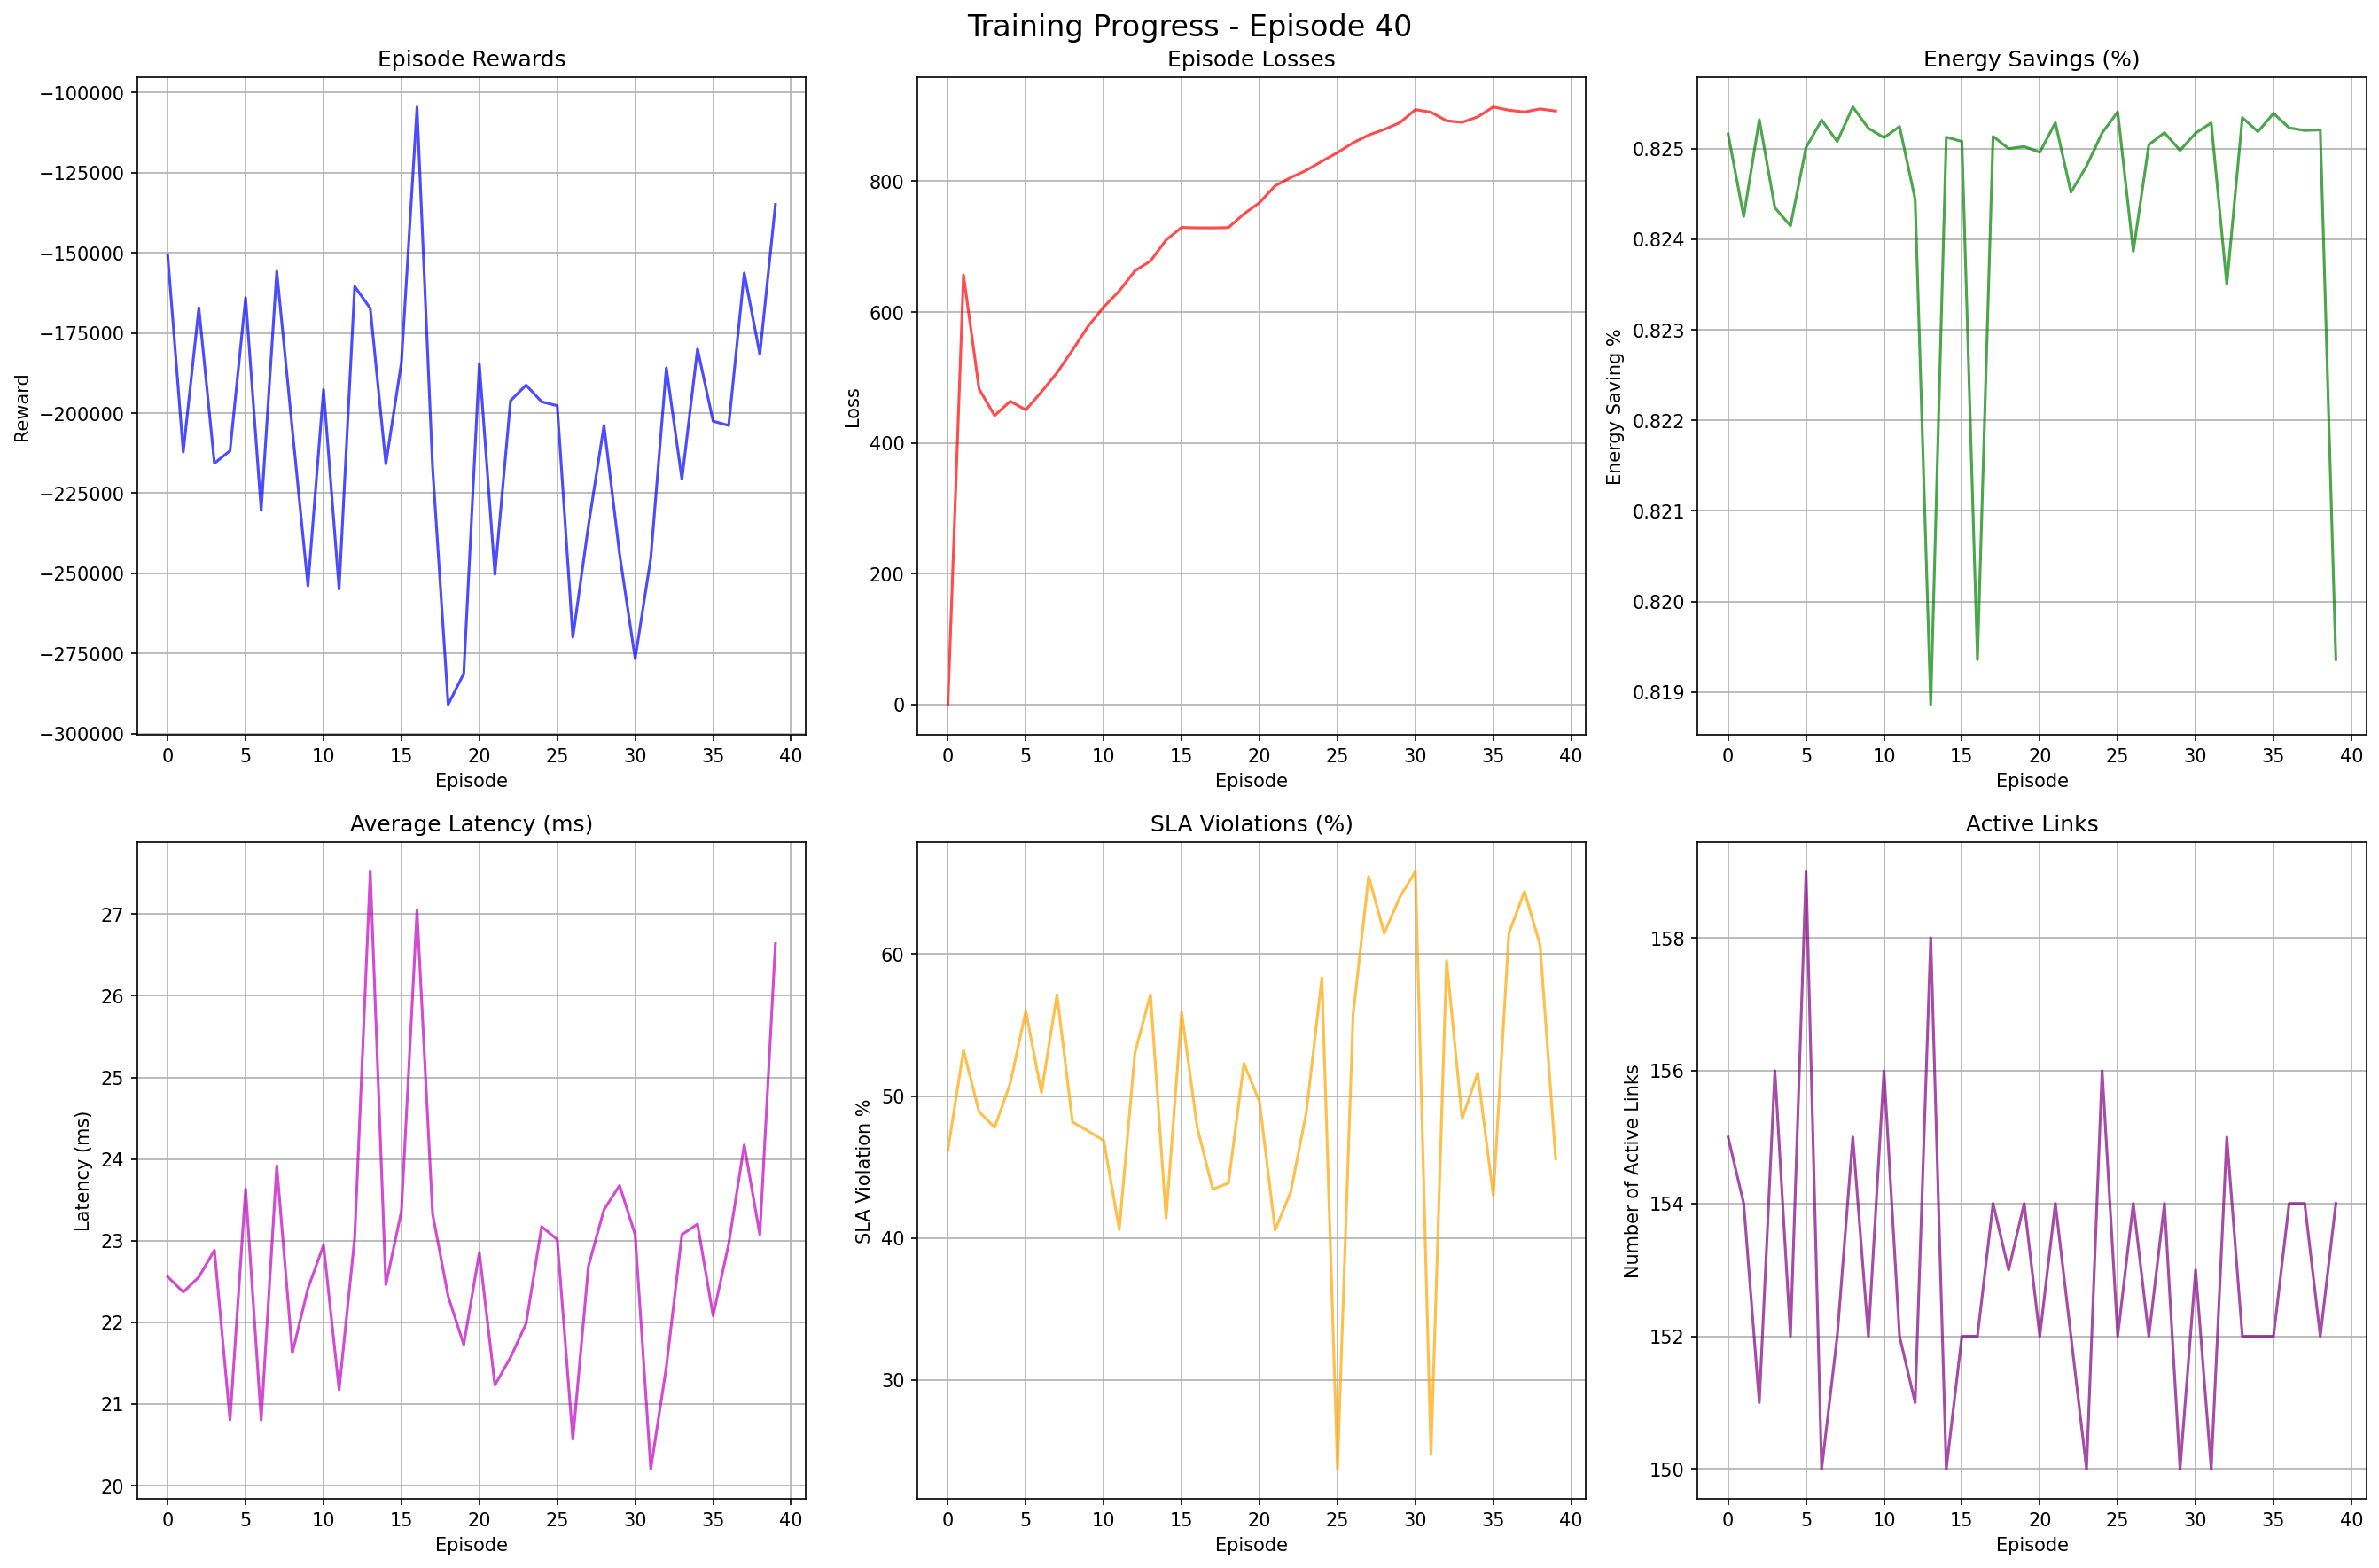 Training Progress - Episode 40
Episode Rewards
Reward
−100000
−125000
−150000
−175000
−200000
−225000
−250000
−275000
−300000
0 5 10 15 20 25 30 35 40
Episode
Episode Losses
Loss
800
600
400
200
0
0 5 10 15 20 25 30 35 40
Episode
Energy Savings (%)
Energy Saving %
0.825
0.824
0.823
0.822
0.821
0.820
0.819
0 5 10 15 20 25 30 35 40
Episode
Average Latency (ms)
Latency (ms)
27
26
25
24
23
22
21
20
0 5 10 15 20 25 30 35 40
Episode
SLA Violations (%)
SLA Violation %
60
50
40
30
0 5 10 15 20 25 30 35 40
Episode
Active Links
Number of Active Links
158
156
154
152
150
0 5 10 15 20 25 30 35 40
Episode